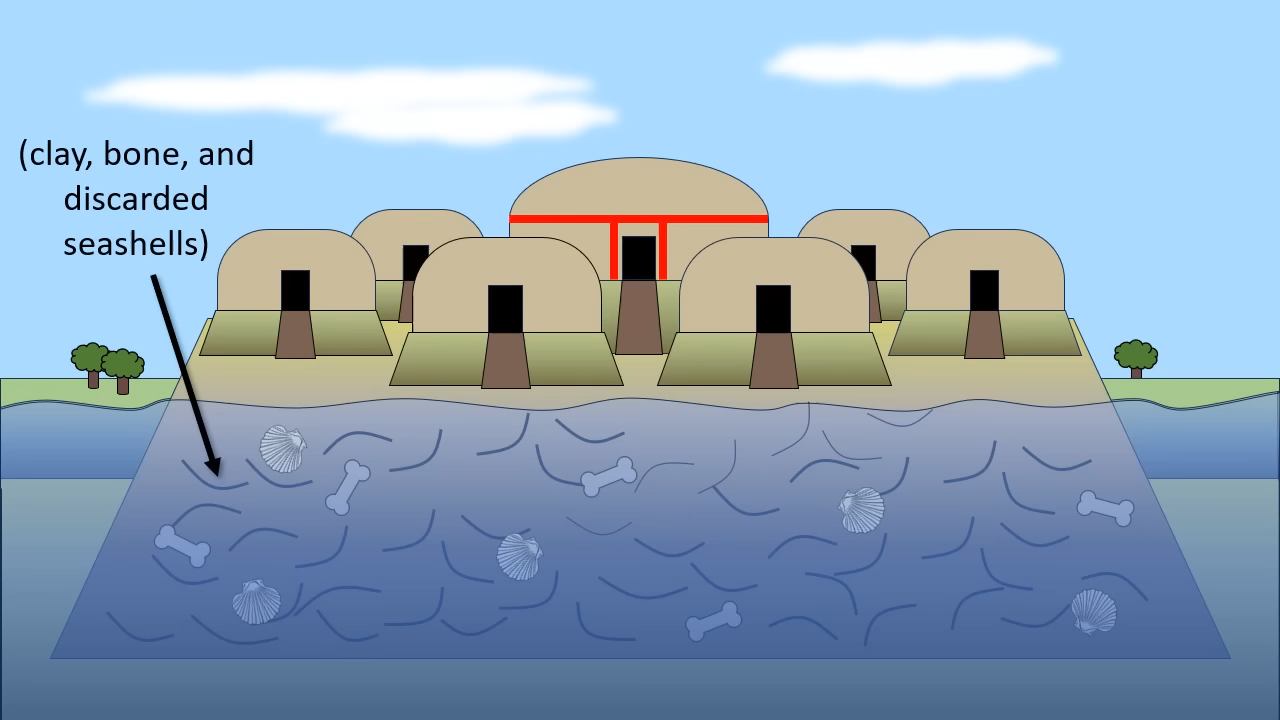 (clay, bone, and
discarded
seashells)